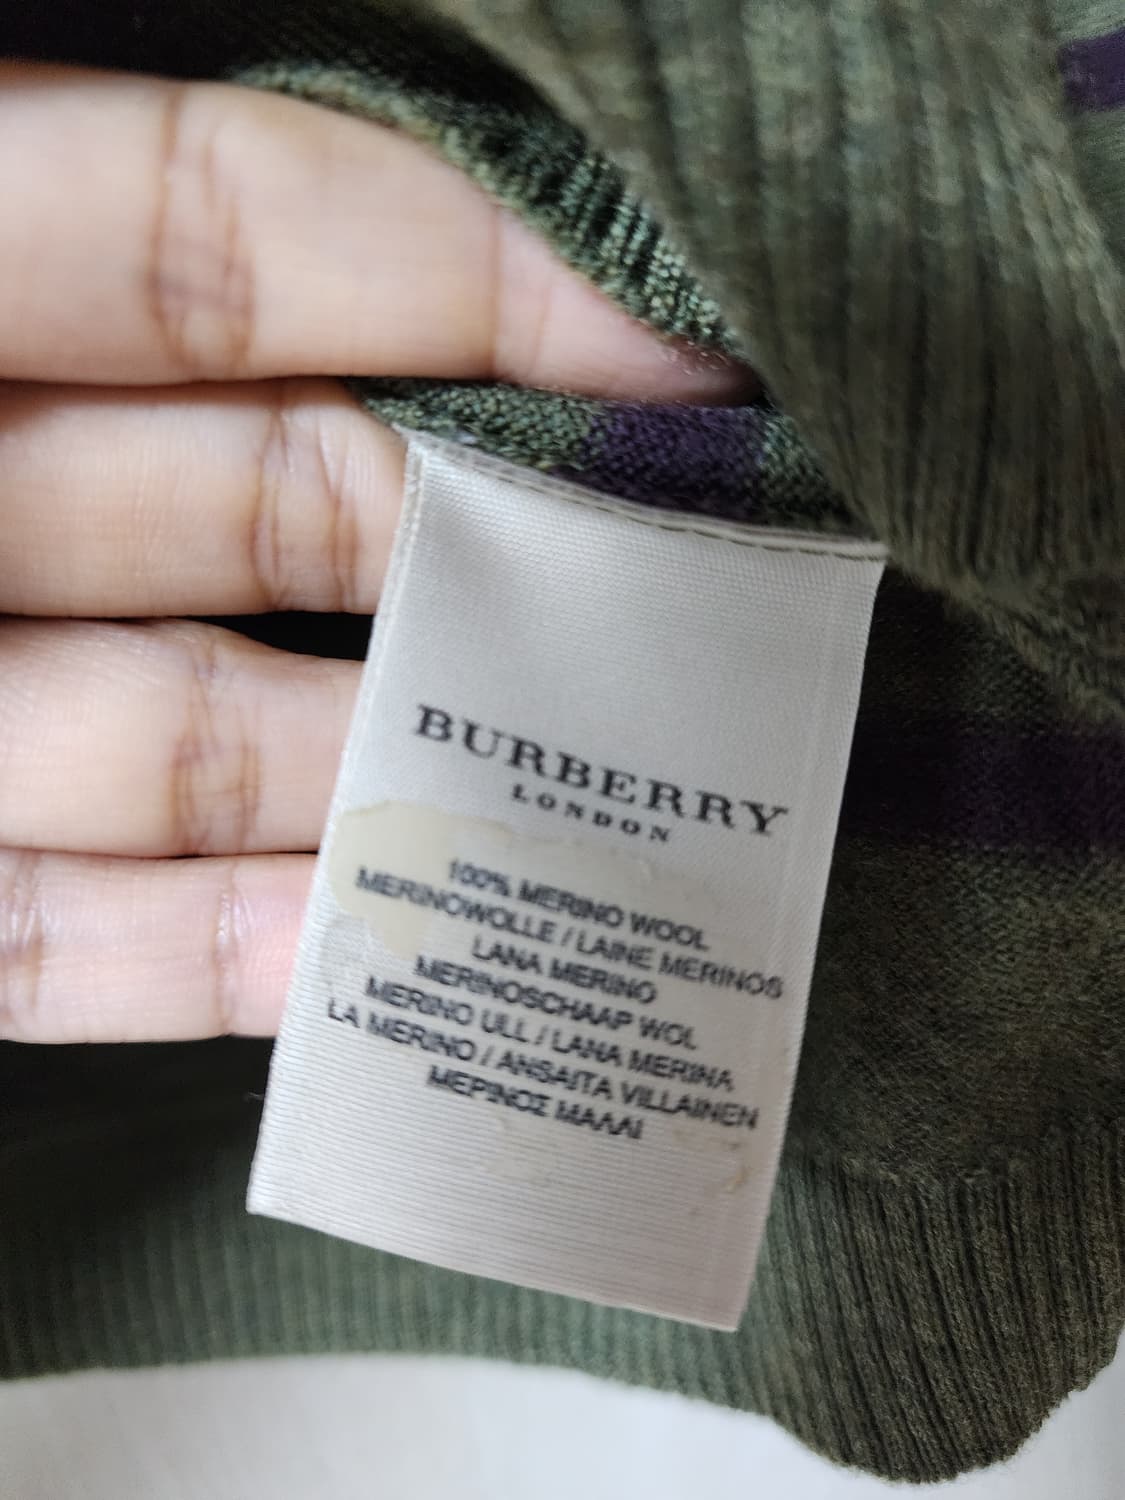 BURBERRY
LONDON
100% MERINO WOOL
MERINOWOLLE / LAINE MERINOS
LANA MERINO
MERINOSCHAAP WOL
MERINO ULL / LANA MERINA
LA MERINO / ANSAITA VILLAINEN
ΜΕΡΙΝΟΣ ΜΑΛΛΙ